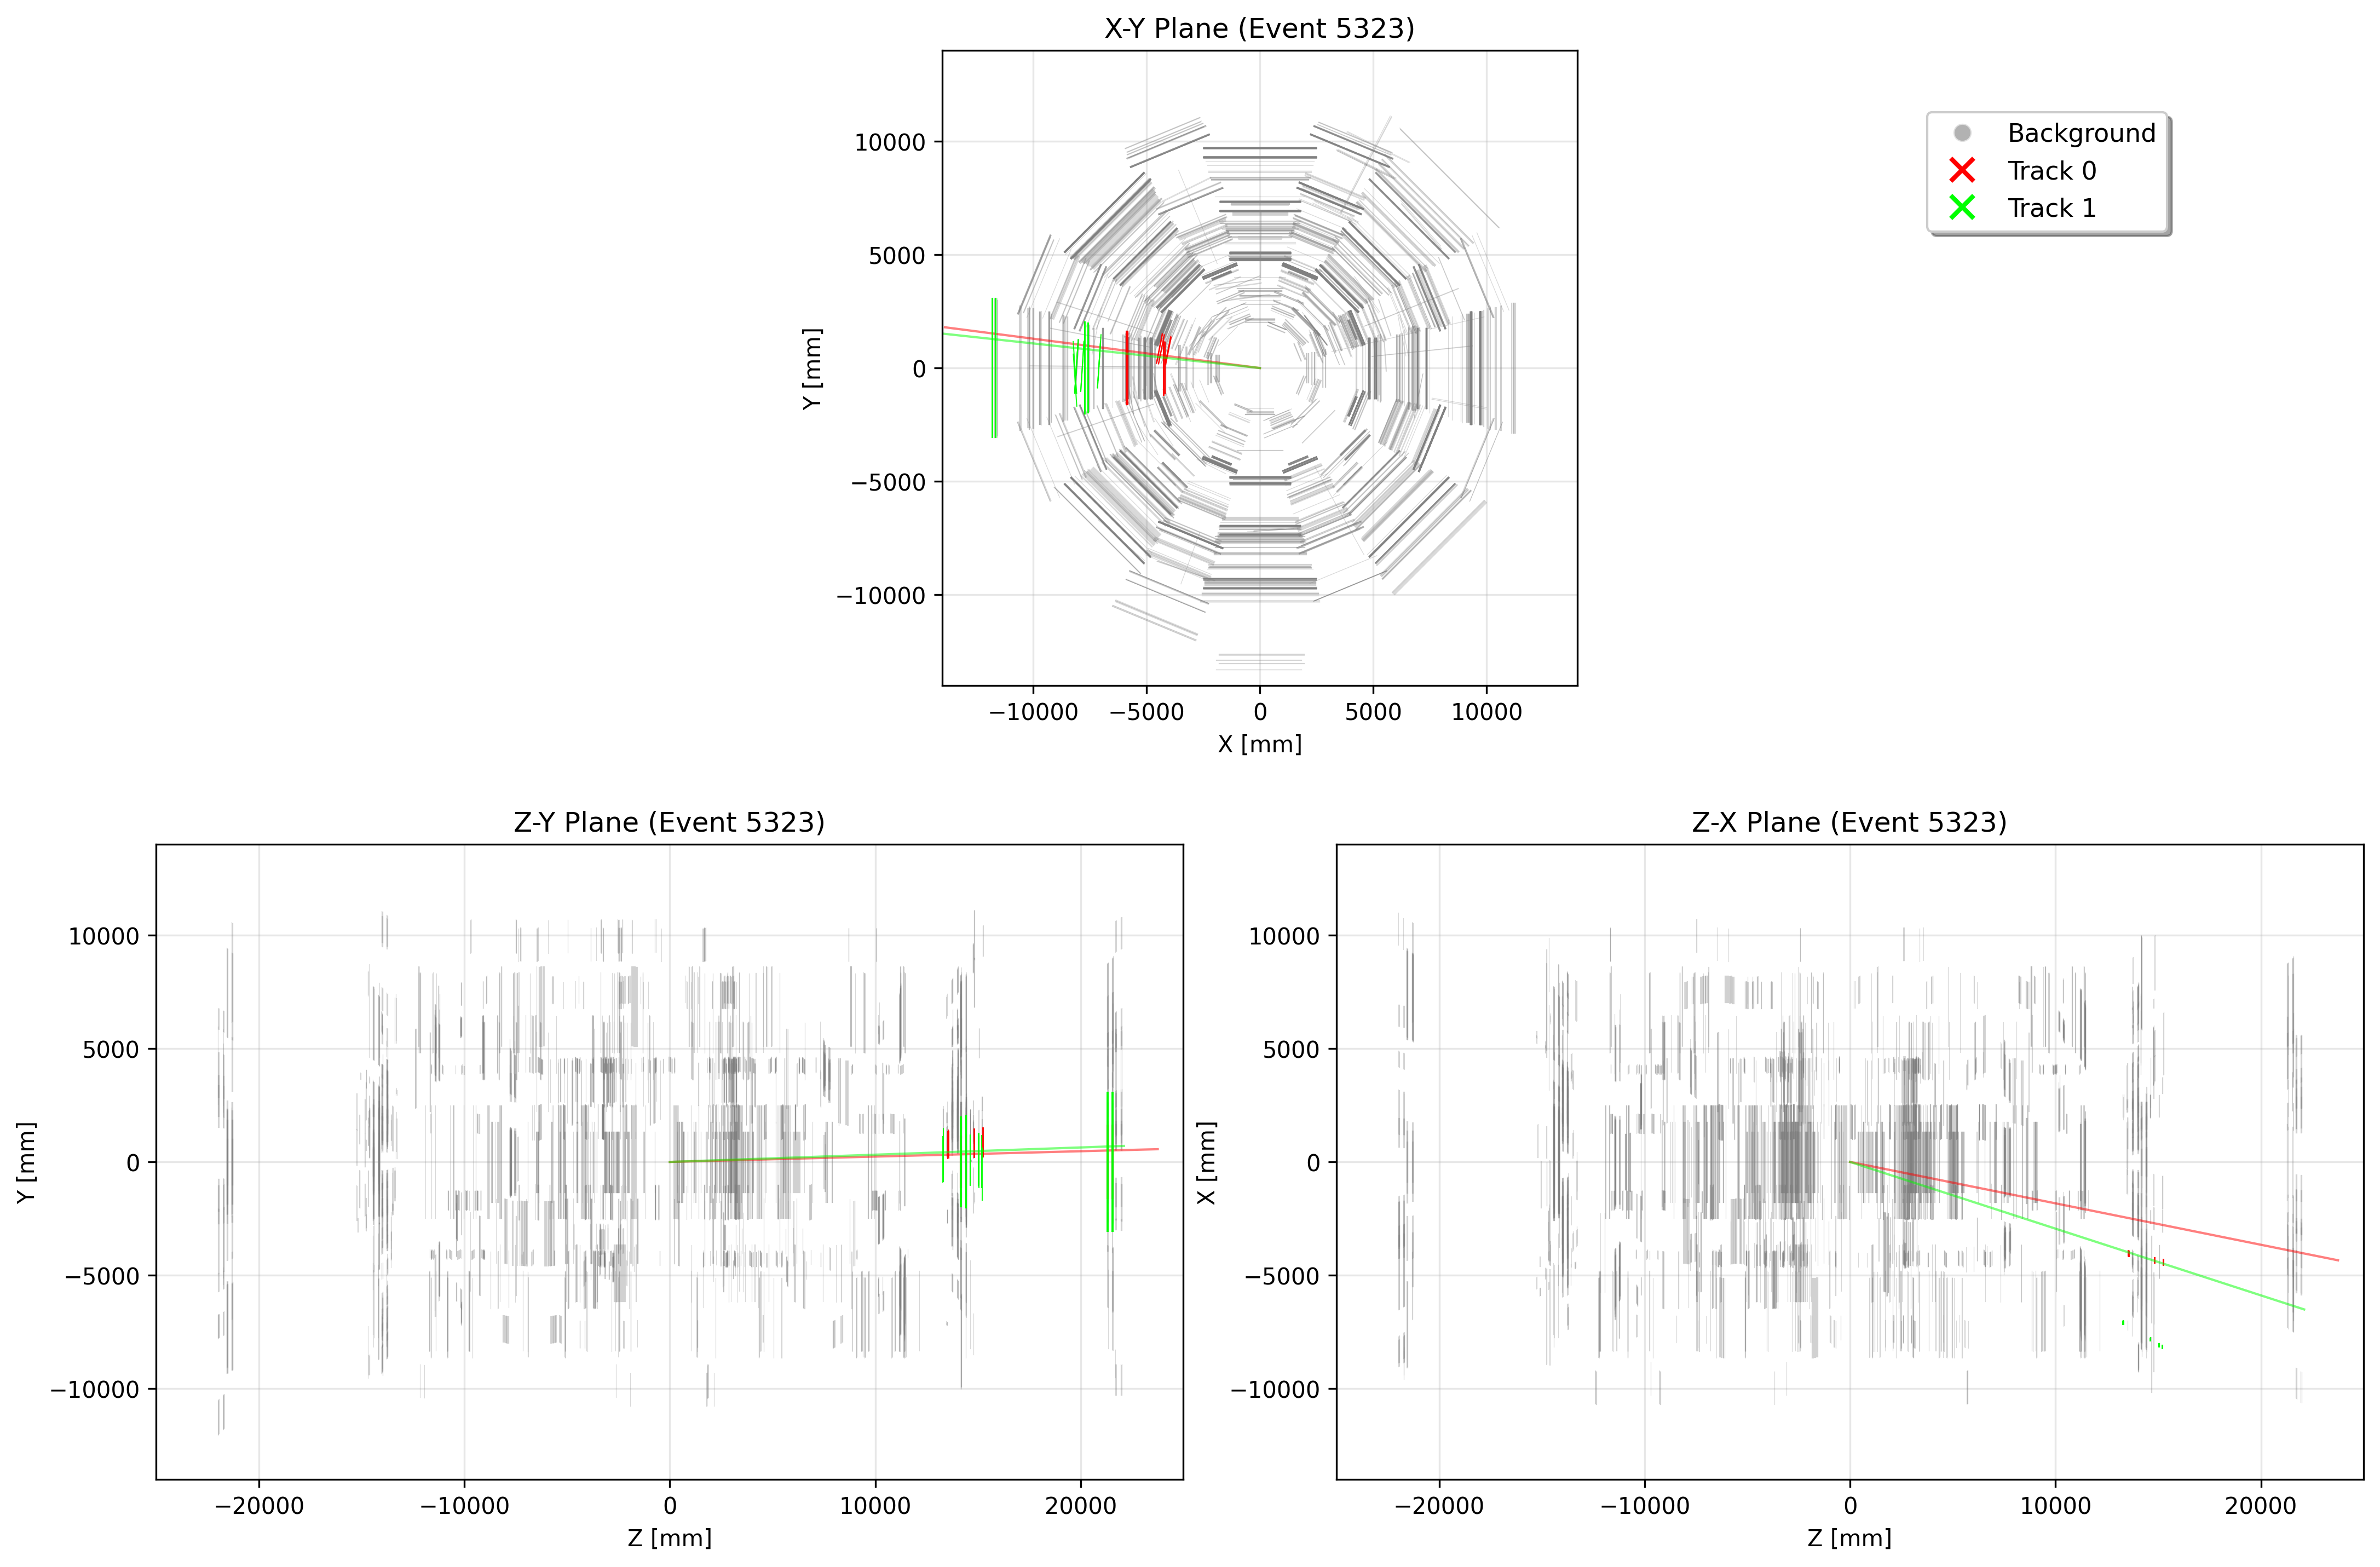 X-Y Plane (Event 5323)
Background
Track 0
Track 1
10000
5000
0
−5000
−10000
Y [mm]
−10000 −5000 0 5000 10000
X [mm]
Z-Y Plane (Event 5323)
10000
5000
0
−5000
−10000
Y [mm]
−20000 −10000 0 10000 20000
Z [mm]
Z-X Plane (Event 5323)
10000
5000
0
−5000
−10000
X [mm]
−20000 −10000 0 10000 20000
Z [mm]